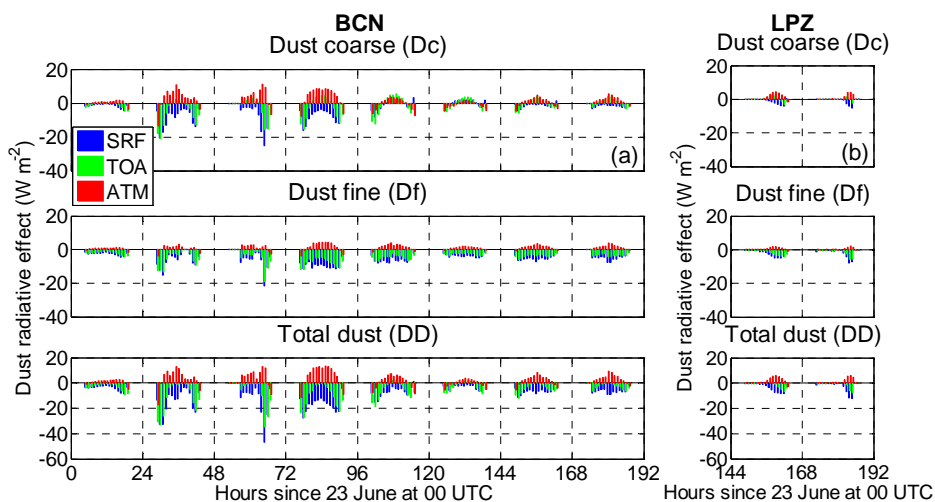 BCN
Dust coarse (Dc)
LPZ
Dust coarse (Dc)
Dust radiative effect (W m-2)
20
0
-20
-40
SRF
TOA
ATM
(a)
20
0
-20
-40
(b)
Dust fine (Df)
20
0
-20
-40
Dust fine (Df)
20
0
-20
-40
Total dust (DD)
20
0
-20
-40
-60
0 24 48 72 96 120 144 168 192
Hours since 23 June at 00 UTC
Dust radiative effect (W m-2)
Total dust (DD)
20
0
-20
-40
-60
144 168 192
Hours since 23 June at 00 UTC